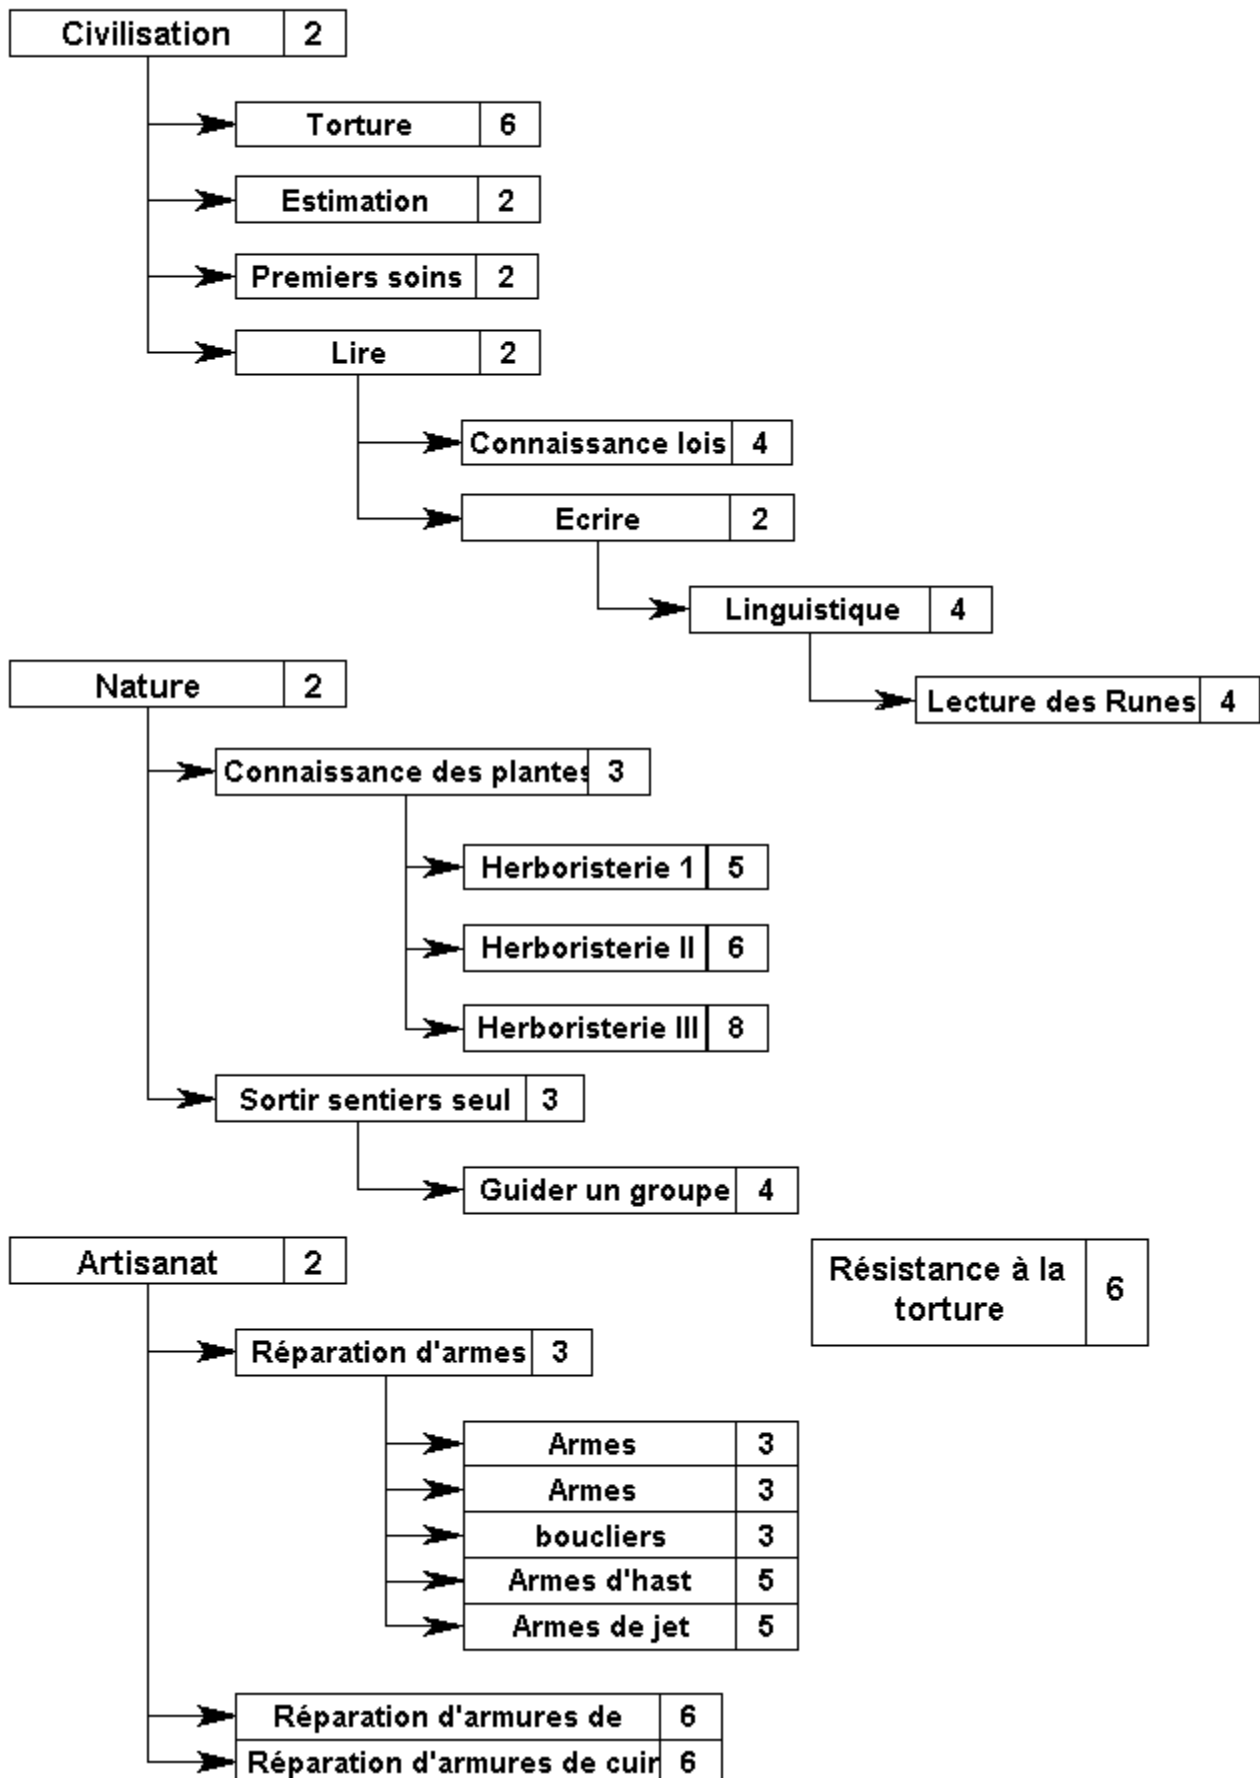 Civilisation 2
Torture 6
Estimation 2
Premiers soins 2
Lire 2
Connaissance lois 4
Ecrire 2
Linguistique 4
Nature 2
Lecture des Runes 4
Connaissance des plantes 3
Herboristerie 1 5
Herboristerie II 6
Herboristerie III 8
Sortir sentiers seul 3
Guider un groupe 4
Artisanat 2
Résistance à la
torture
6
Réparation d'armes 3
Armes 3
Armes 3
boucliers 3
Armes d'hast 5
Armes de jet 5
Réparation d'armures de 6
Réparation d'armures de cuir 6